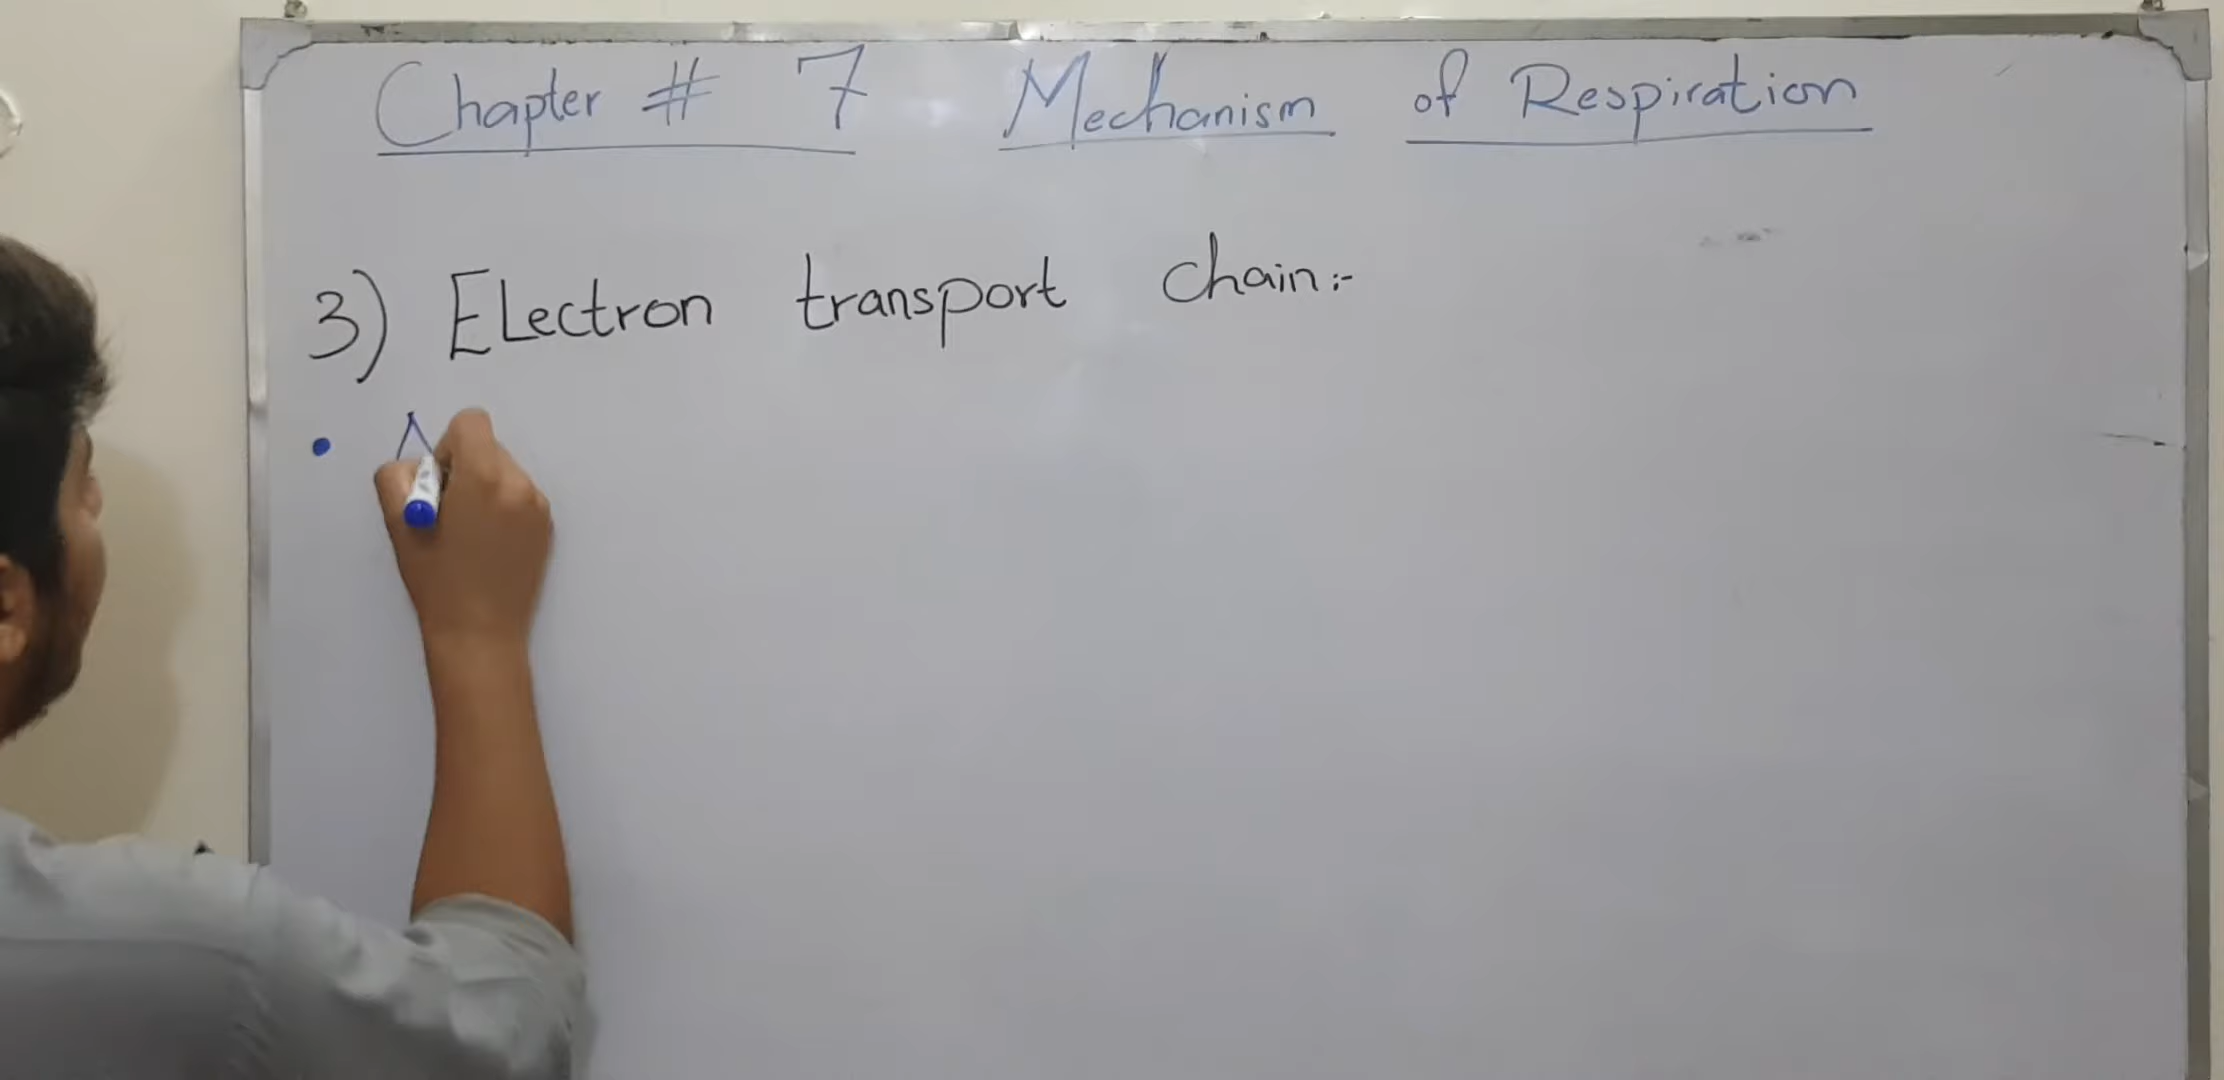 Chapter # 7 Mechanism of Respiration
3) ELectron transport chain:-
• A